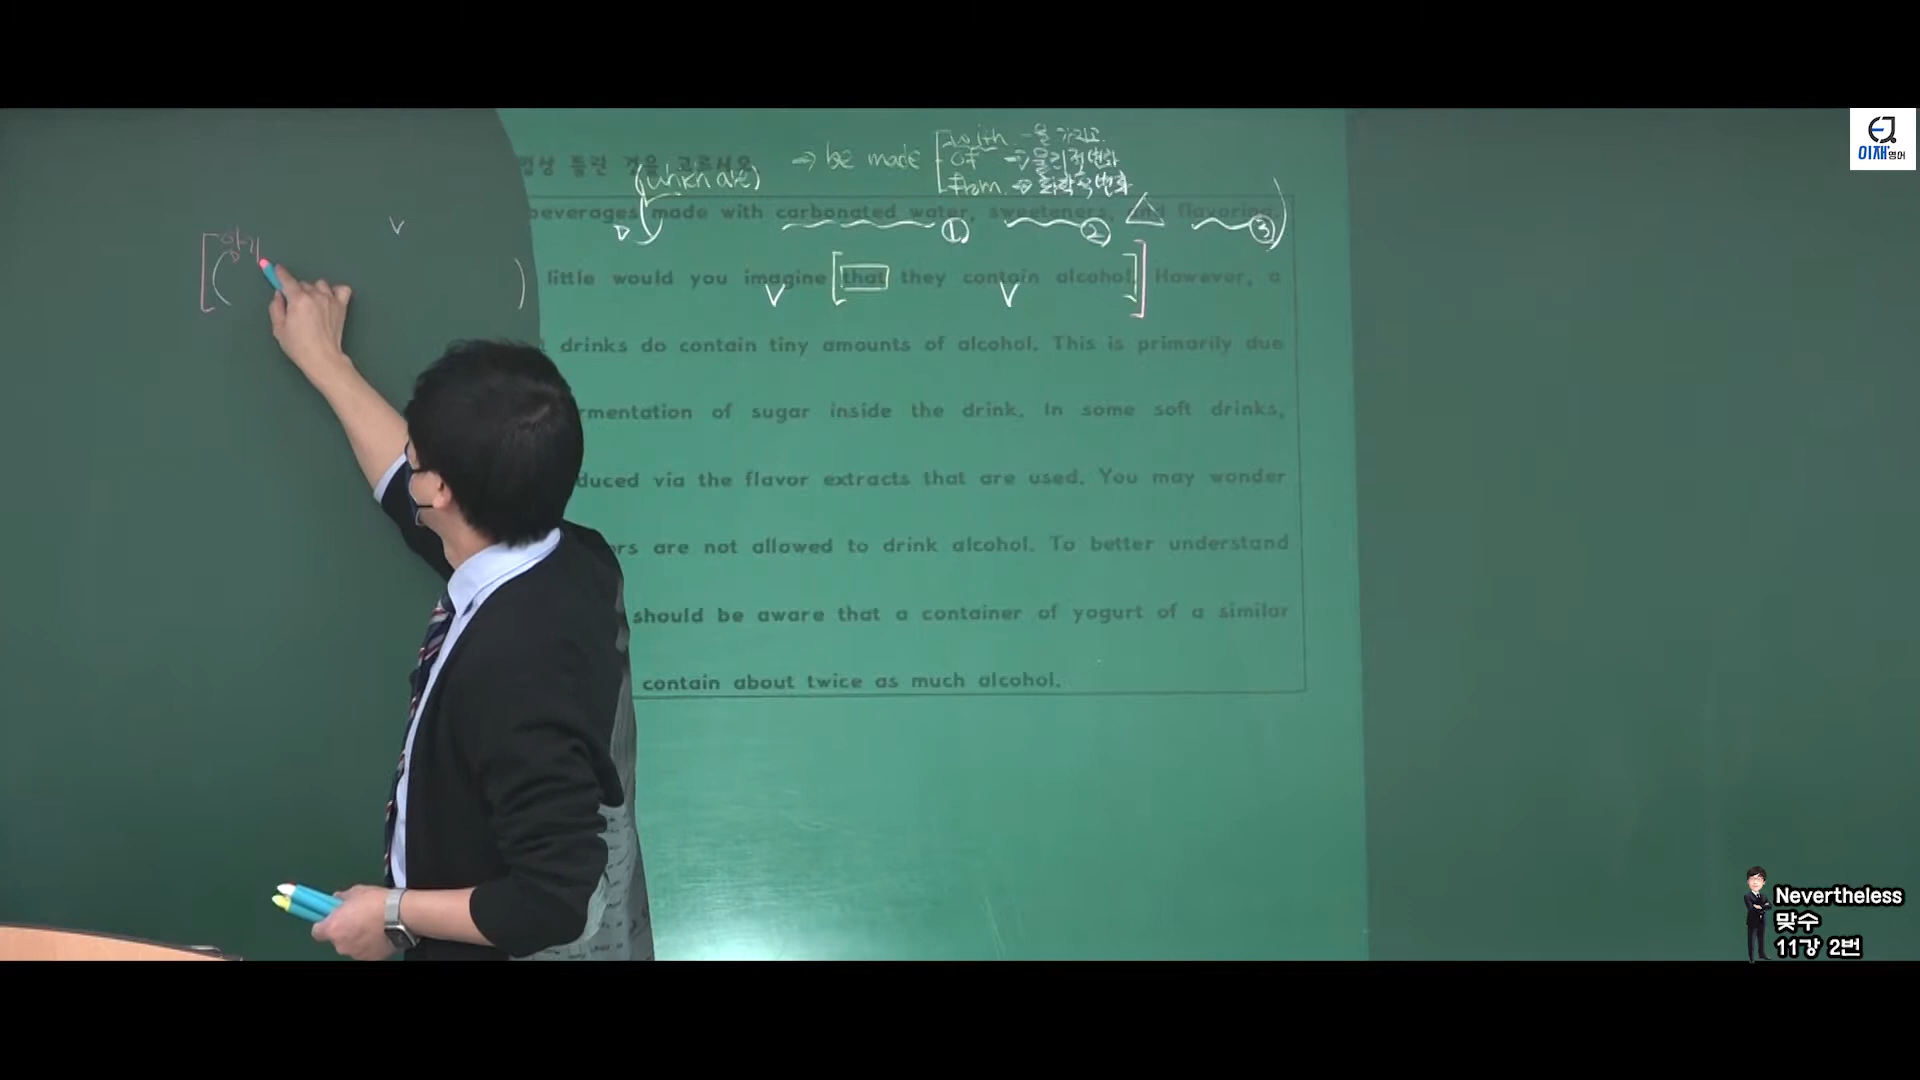 EJ
이재영어
법상 틀린 것을 고르시오
(which are) → be made with -을 가지고
of → 물리적 변화
from → 화학적 변화
beverages made with carbonated water, sweeteners, and flavoring.
① ② ③
little would you imagine that they contain alcohol. However, a
drinks do contain tiny amounts of alcohol. This is primarily due
rmentation of sugar inside the drink. In some soft drinks,
duced via the flavor extracts that are used. You may wonder
rs are not allowed to drink alcohol. To better understand
should be aware that a container of yogurt of a similar
contain about twice as much alcohol.
Nevertheless
맞수
11강 2번